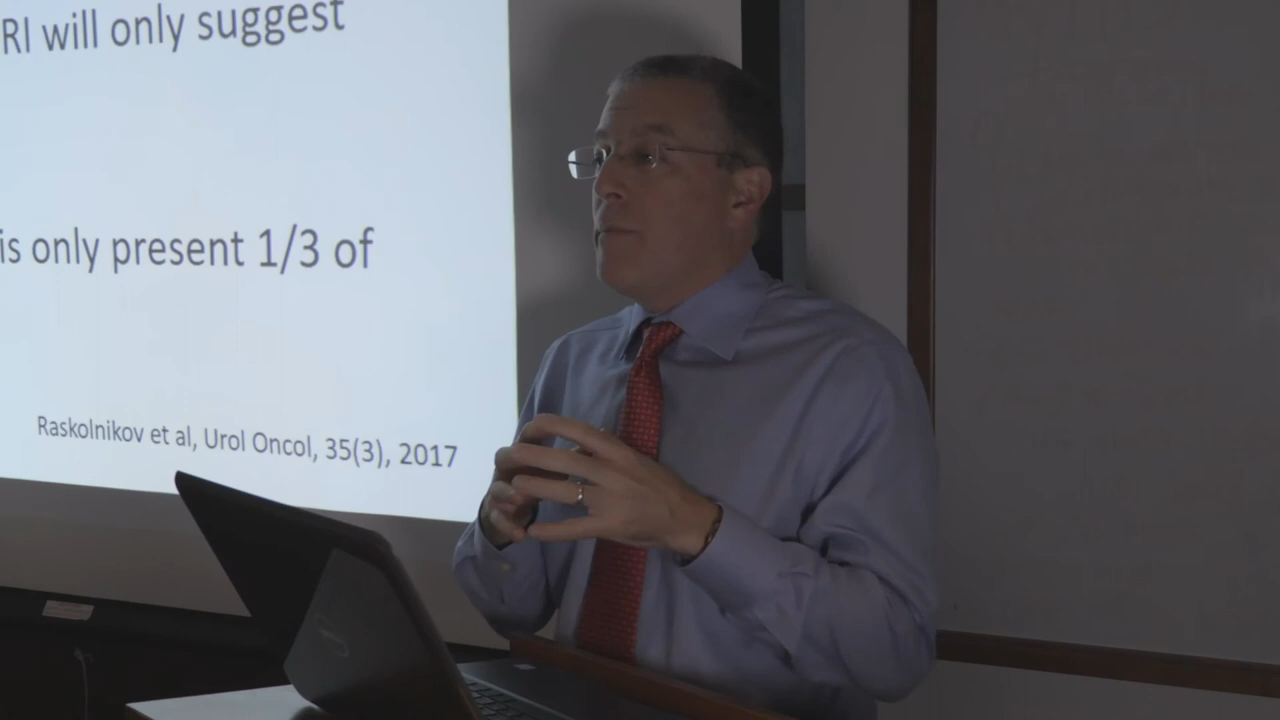 RI will only suggest
is only present 1/3 of
Raskolnikov et al, Urol Oncol, 35(3), 2017